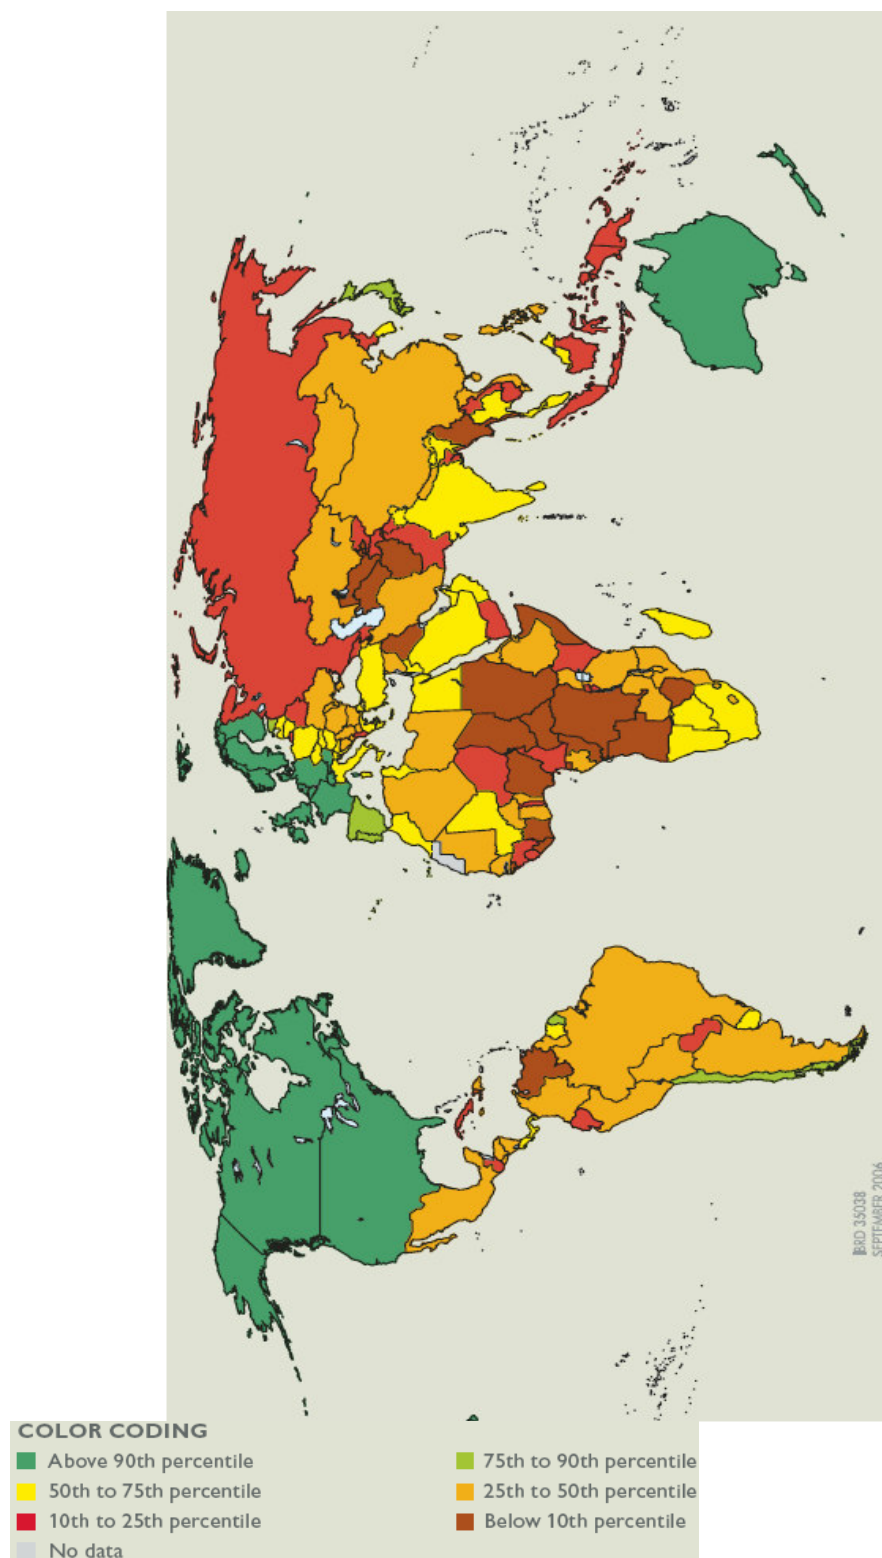 IBRD 35038
SEPTEMBER 2006
COLOR CODING
Above 90th percentile
75th to 90th percentile
50th to 75th percentile
25th to 50th percentile
10th to 25th percentile
Below 10th percentile
No data